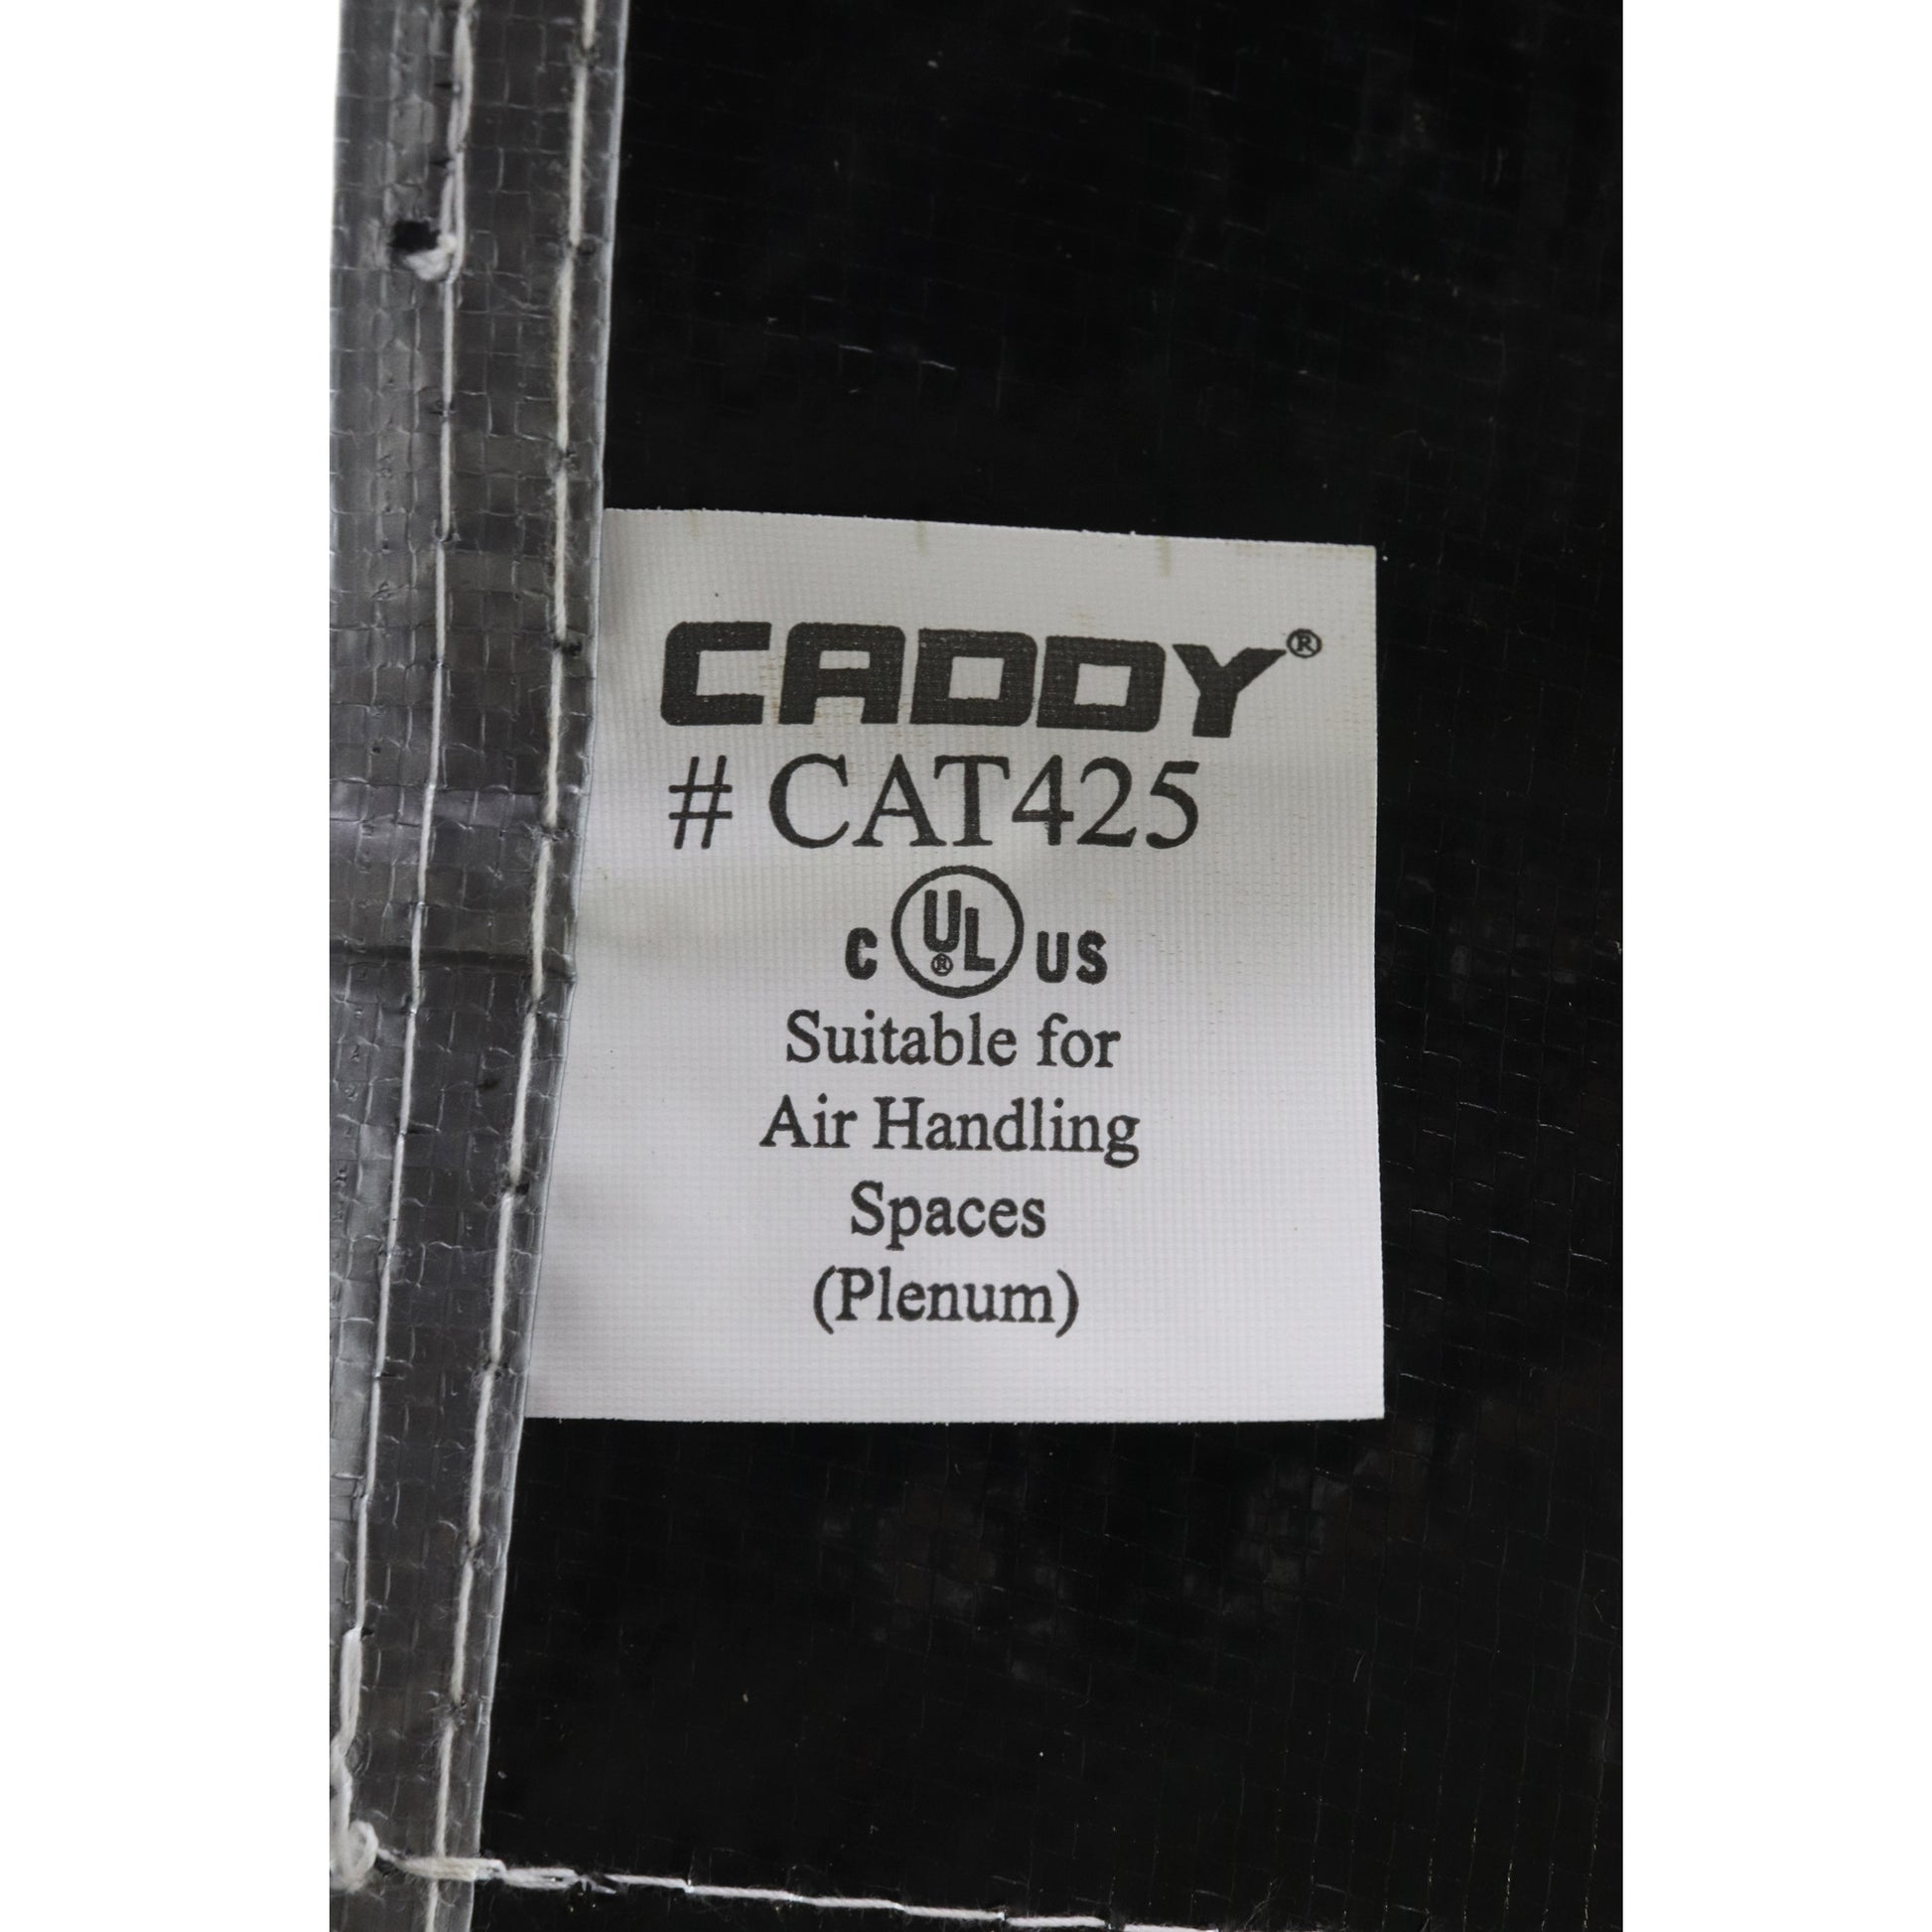 CADDY®
# CAT425
C UL® US
Suitable for
Air Handling
Spaces
(Plenum)